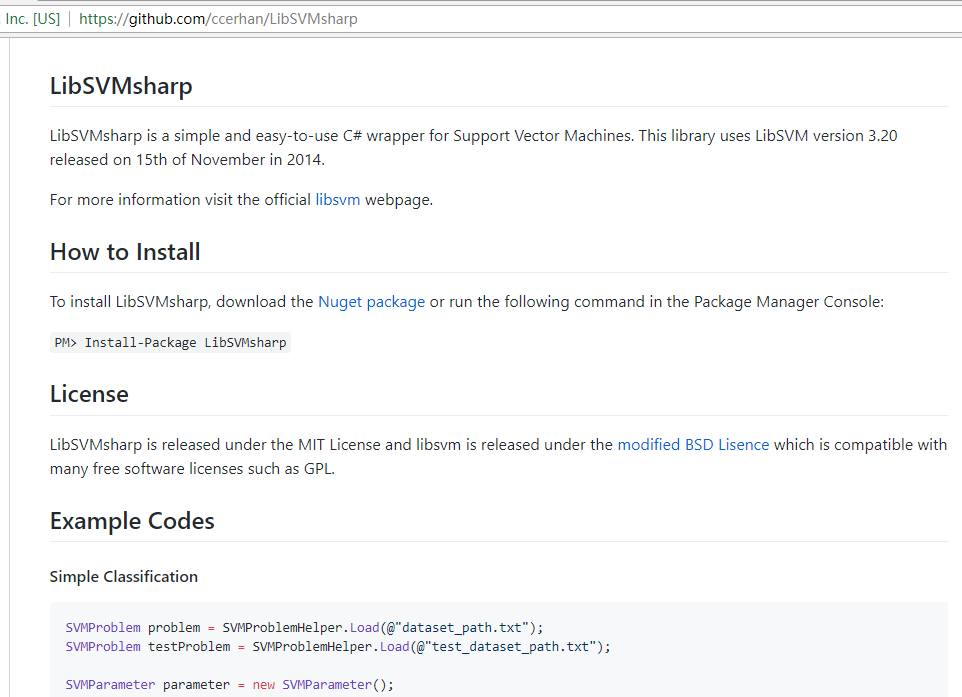 Inc. [US] | https://github.com/ccerhan/LibSVMsharp
LibSVMsharp
LibSVMsharp is a simple and easy-to-use C# wrapper for Support Vector Machines. This library uses LibSVM version 3.20
released on 15th of November in 2014.
For more information visit the official libsvm webpage.
How to Install
To install LibSVMsharp, download the Nuget package or run the following command in the Package Manager Console:
PM> Install-Package LibSVMsharp
License
LibSVMsharp is released under the MIT License and libsvm is released under the modified BSD Lisence which is compatible with
many free software licenses such as GPL.
Example Codes
Simple Classification
SVMProblem problem = SVMProblemHelper.Load(@"dataset_path.txt");
SVMProblem testProblem = SVMProblemHelper.Load(@"test_dataset_path.txt");
SVMParameter parameter = new SVMParameter();